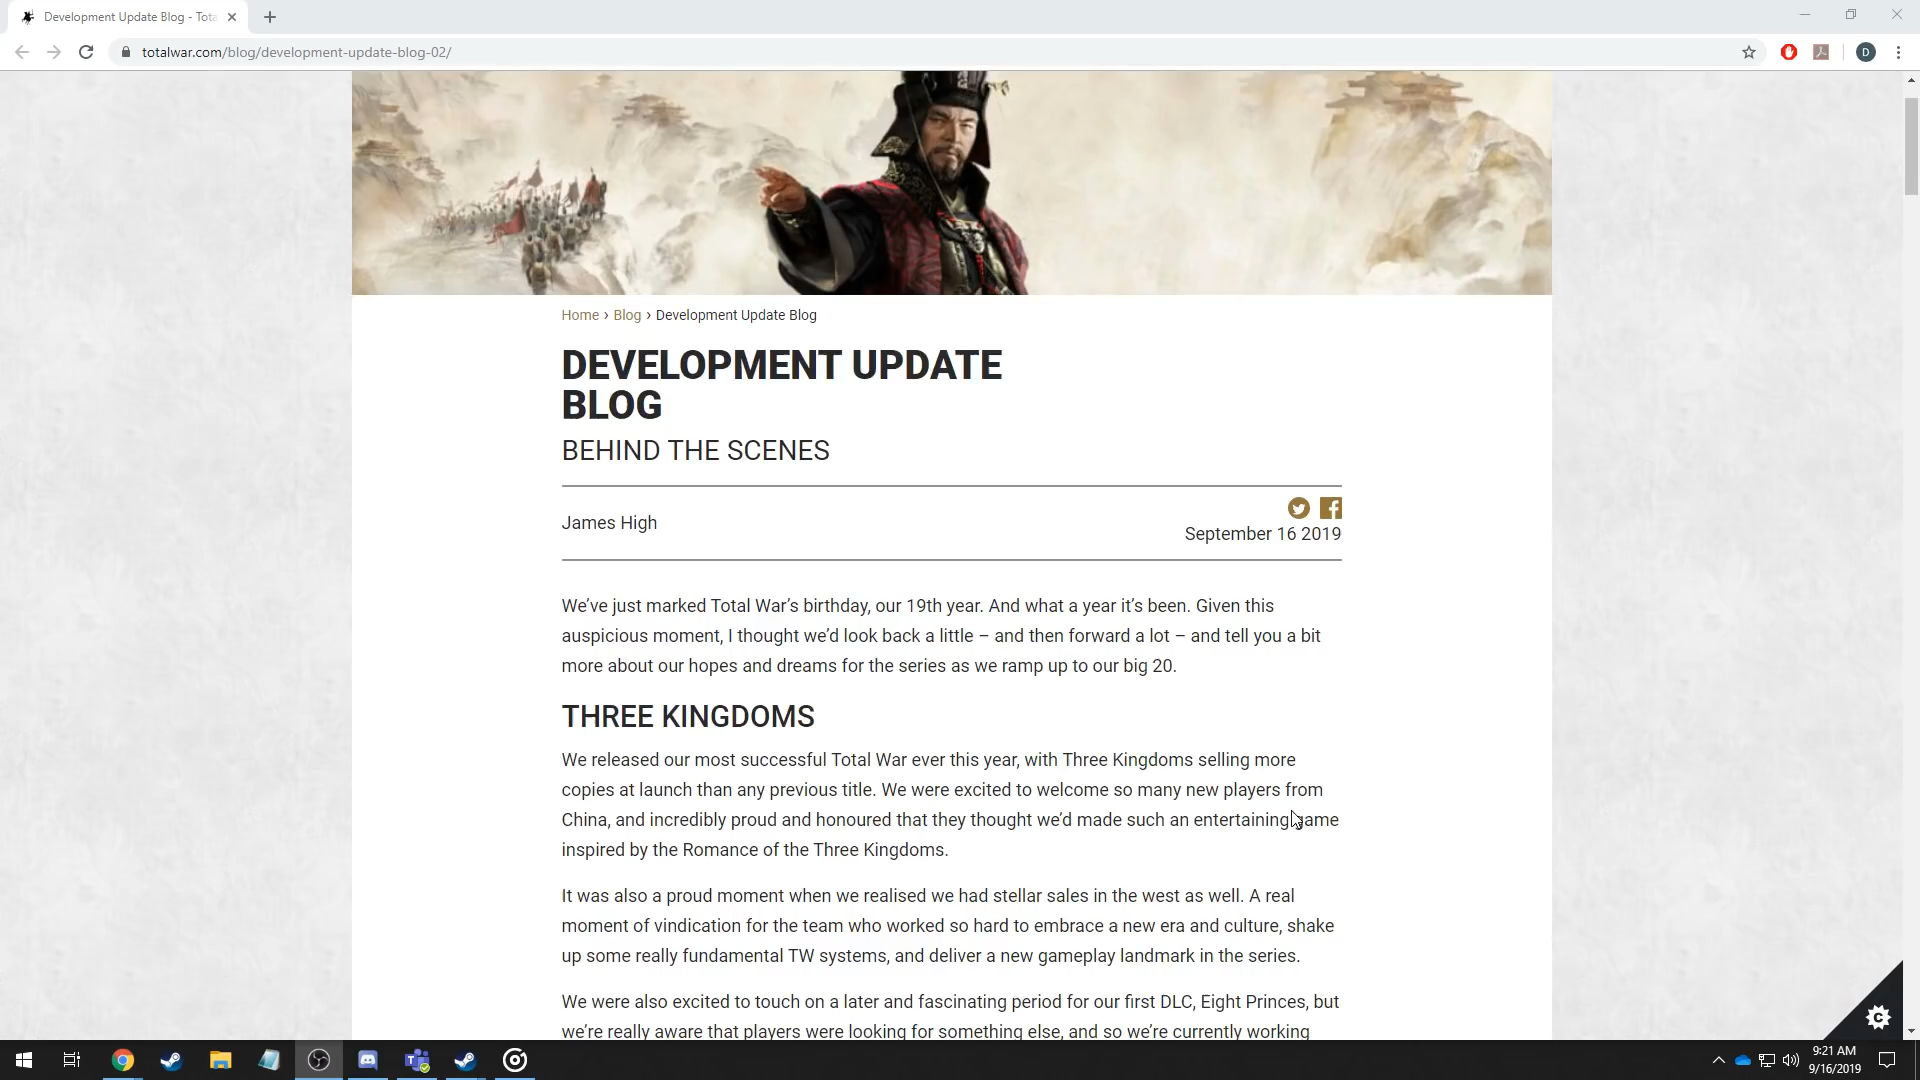 Development Update Blog - Tota
totalwar.com/blog/development-update-blog-02/
D
Home › Blog › Development Update Blog
DEVELOPMENT UPDATE
BLOG
BEHIND THE SCENES
James High
September 16 2019
We’ve just marked Total War’s birthday, our 19th year. And what a year it’s been. Given this
auspicious moment, I thought we’d look back a little – and then forward a lot – and tell you a bit
more about our hopes and dreams for the series as we ramp up to our big 20.
THREE KINGDOMS
We released our most successful Total War ever this year, with Three Kingdoms selling more
copies at launch than any previous title. We were excited to welcome so many new players from
China, and incredibly proud and honoured that they thought we’d made such an entertaining game
inspired by the Romance of the Three Kingdoms.
It was also a proud moment when we realised we had stellar sales in the west as well. A real
moment of vindication for the team who worked so hard to embrace a new era and culture, shake
up some really fundamental TW systems, and deliver a new gameplay landmark in the series.
We were also excited to touch on a later and fascinating period for our first DLC, Eight Princes, but
we’re really aware that players were looking for something else, and so we’re currently working
9:21 AM
9/16/2019